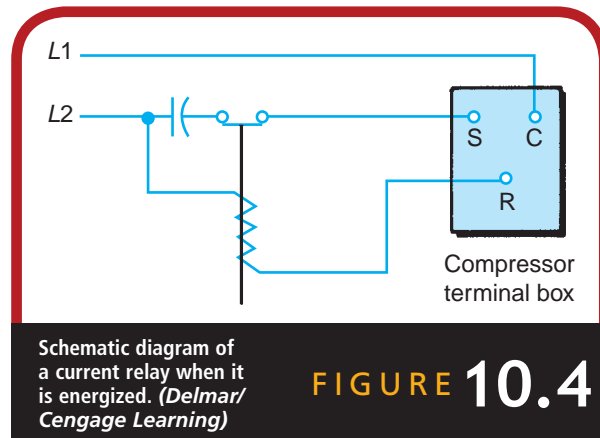 L1
L2
S C
R
Compressor
terminal box
Schematic diagram of
a current relay when it
is energized. (Delmar/
Cengage Learning)
FIGURE 10.4